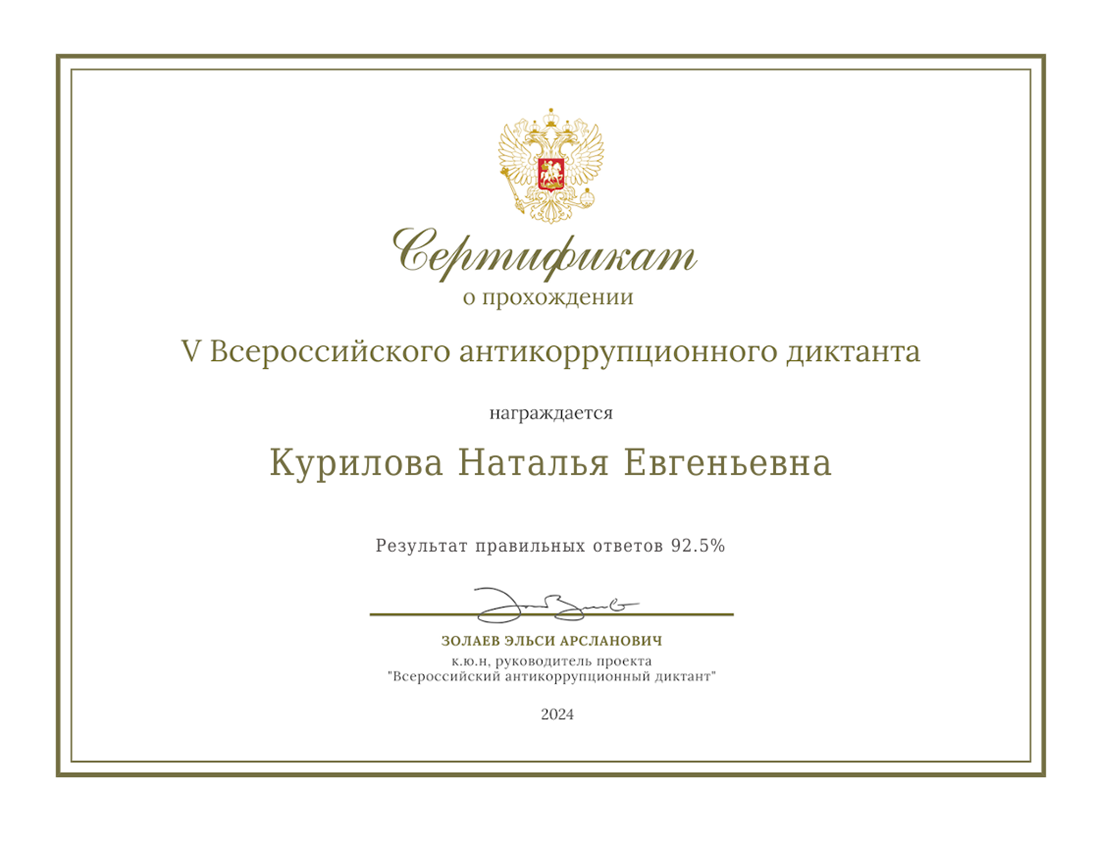 Сертификат
о прохождении
V Всероссийского антикоррупционного диктанта
награждается
Курилова Наталья Евгеньевна
Результат правильных ответов 92.5%
ЗОЛАЕВ ЭЛЬСИ АРСЛАНОВИЧ
к.ю.н, руководитель проекта
"Всероссийский антикоррупционный диктант"
2024